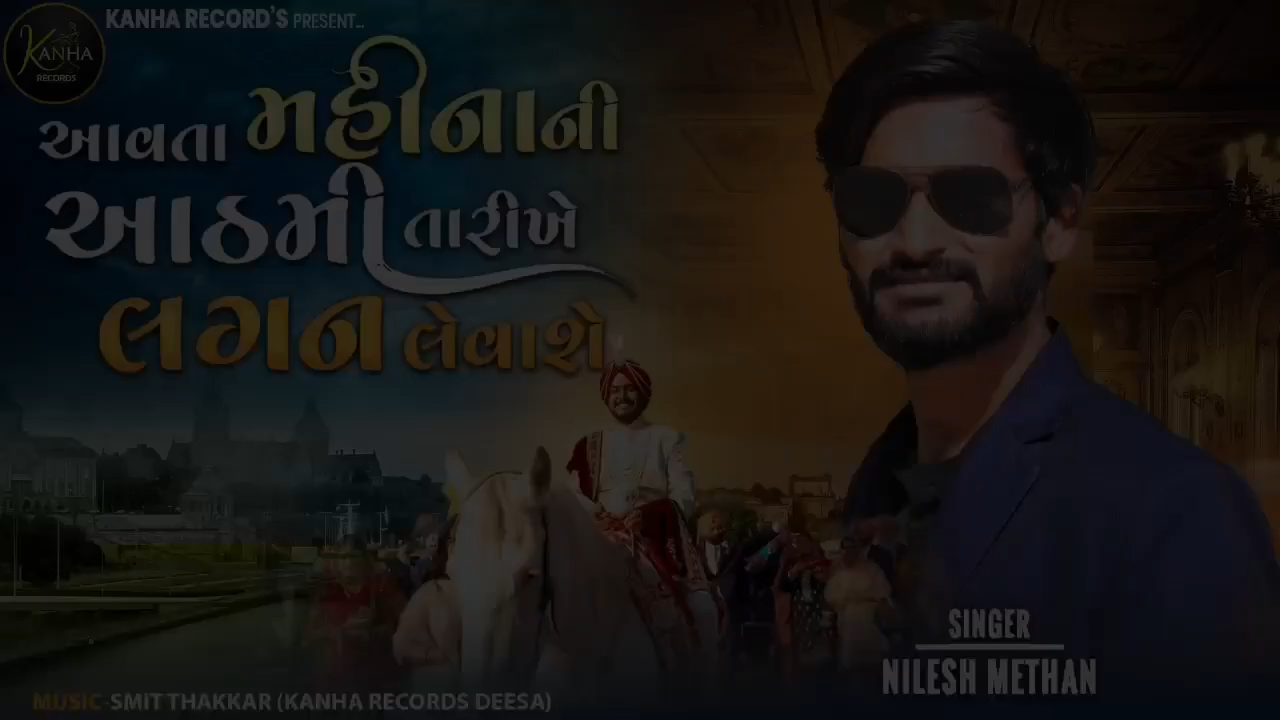 KANHA RECORD'S PRESENT...
KANHA
RECORDS
આવતા મહીનાની
આઠમી તારીખે
લગન લેવાશે
SINGER
NILESH METHAN
MUSIC SMIT THAKKAR (KANHA RECORDS DEESA)